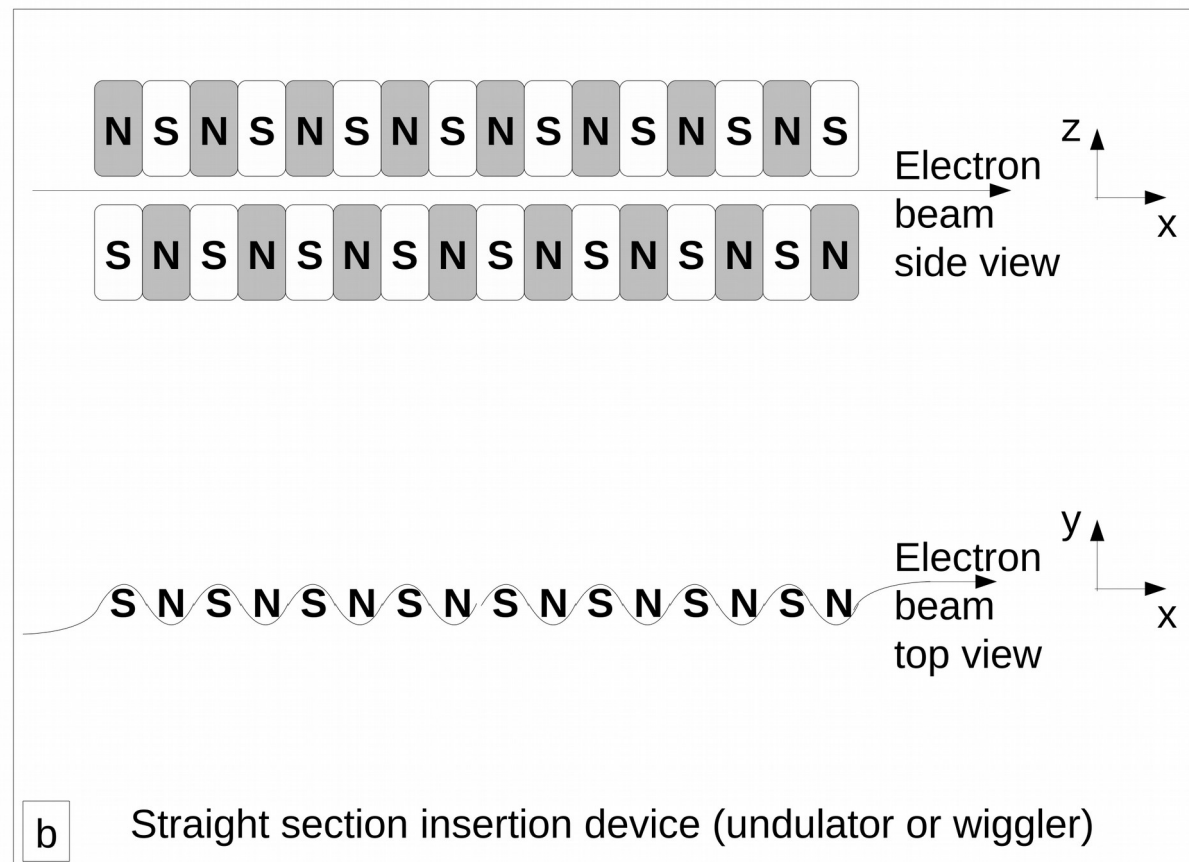 N S N S N S N S N S N S N S N S
z
Electron
beam
side view
x
S N S N S N S N S N S N S N S N
y
Electron
beam
top view
x
S N S N S N S N S N S N S N S N
b
Straight section insertion device (undulator or wiggler)